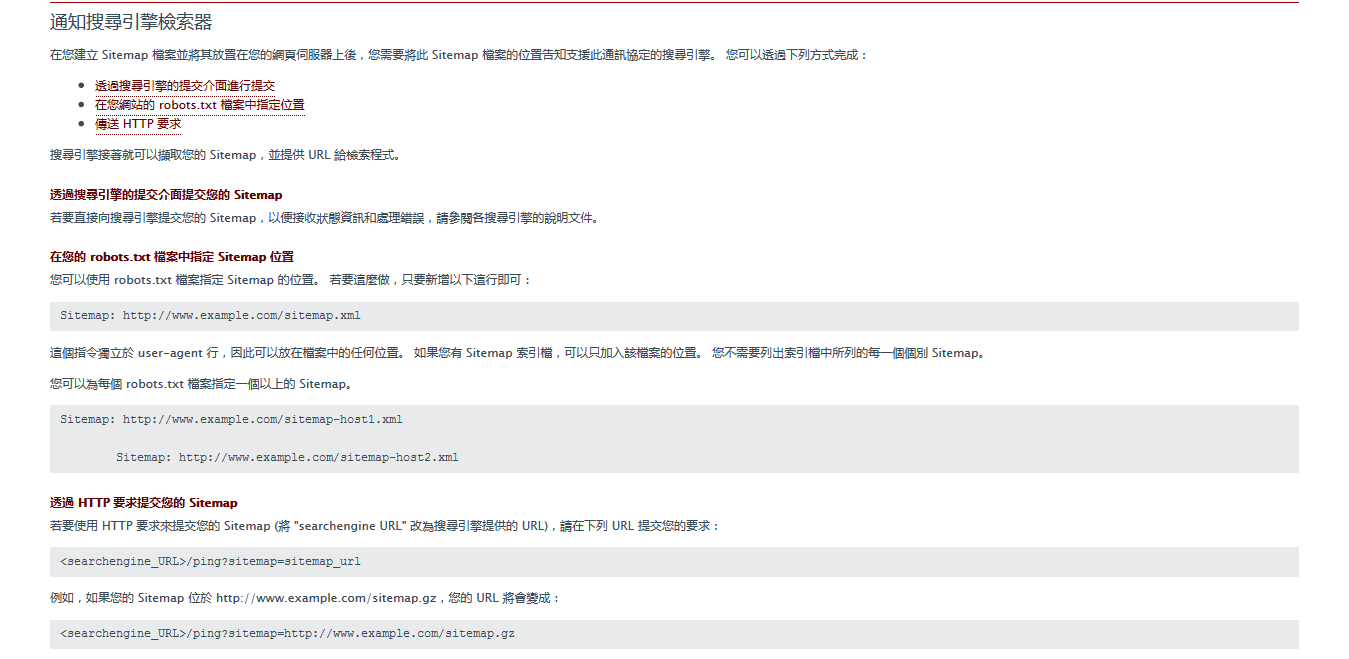 通知搜尋引擎檢索器
在您建立 Sitemap 檔案並將其放置在您的網頁伺服器上後，您需要將此 Sitemap 檔案的位置告知支援此通訊協定的搜尋引擎。 您可以透過下列方式完成：
透過搜尋引擎的提交介面進行提交
在您網站的 robots.txt 檔案中指定位置
傳送 HTTP 要求
搜尋引擎接著就可以擷取您的 Sitemap，並提供 URL 給檢索程式。
透過搜尋引擎的提交介面提交您的 Sitemap
若要直接向搜尋引擎提交您的 Sitemap，以便接收狀態資訊和處理錯誤，請參閱各搜尋引擎的說明文件。
在您的 robots.txt 檔案中指定 Sitemap 位置
您可以使用 robots.txt 檔案指定 Sitemap 的位置。 若要這麼做，只要新增以下這行即可：
Sitemap: http://www.example.com/sitemap.xml
這個指令獨立於 user-agent 行，因此可以放在檔案中的任何位置。 如果您有 Sitemap 索引檔，可以只加入該檔案的位置。 您不需要列出索引檔中所列的每一個個別 Sitemap。
您可以為每個 robots.txt 檔案指定一個以上的 Sitemap。
Sitemap: http://www.example.com/sitemap-host1.xml
Sitemap: http://www.example.com/sitemap-host2.xml
透過 HTTP 要求提交您的 Sitemap
若要使用 HTTP 要求來提交您的 Sitemap (將 "searchengine URL" 改為搜尋引擎提供的 URL)，請在下列 URL 提交您的要求：
<searchengine_URL>/ping?sitemap=sitemap_url
例如，如果您的 Sitemap 位於 http://www.example.com/sitemap.gz，您的 URL 將會變成：
<searchengine_URL>/ping?sitemap=http://www.example.com/sitemap.gz